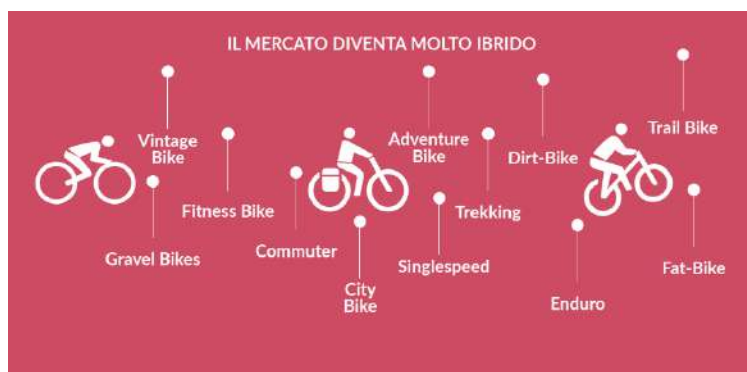 IL MERCATO DIVENTA MOLTO IBRIDO
Vintage
Bike
Adventure
Bike
Dirt-Bike
Trail Bike
Gravel Bikes
Fitness Bike
Commuter
City
Bike
Singlespeed
Trekking
Enduro
Fat-Bike